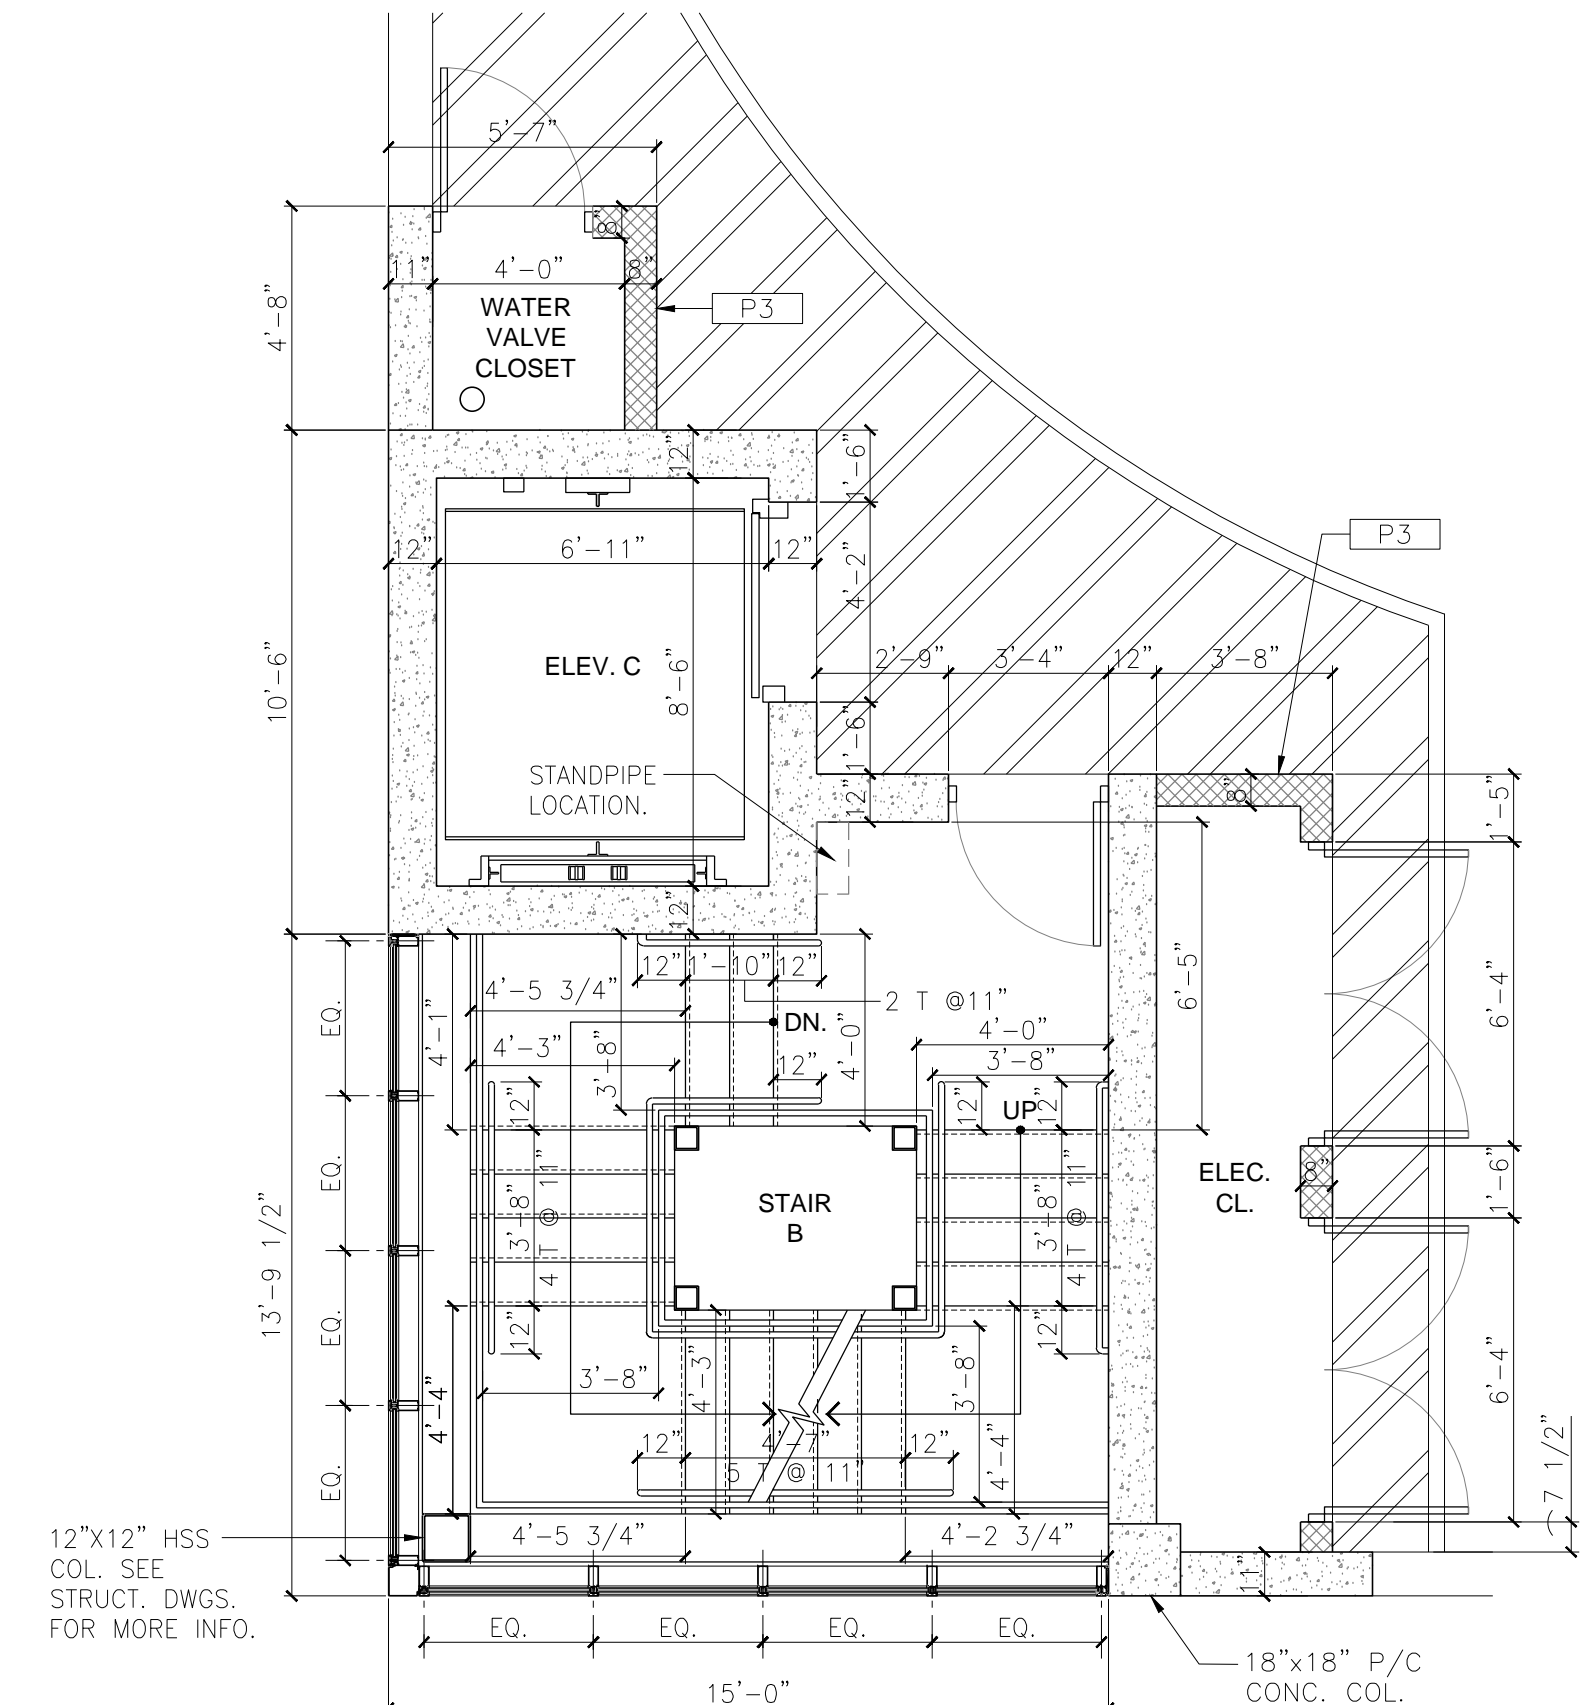 5'-7"
8"
11"
4'-0"
8"
WATER
VALVE
CLOSET
P3
4'-8"
12"
1'-6"
12"
6'-11"
12"
4'-2"
P3
ELEV. C
8'-6"
10'-6"
2'-9"
3'-4"
12"
3'-8"
1'-6"
STANDPIPE
LOCATION.
12"
8"
1'-5"
12"
6'-5"
6'-4"
12"
1'-10"
12"
4'-5 3/4"
2 T @11"
EQ.
4'-1"
DN.
4'-0"
4'-0"
4'-3"
3'-8"
12"
3'-8"
12"
12"
UP
12"
EQ.
3'-8"
4 T @ 11"
STAIR
B
3'-8"
4 T @ 11"
ELEC.
CL.
8"
1'-6"
13'-9 1/2"
EQ.
12"
12"
3'-8"
4'-3"
3'-8"
4'-4"
6'-4"
12"
4'-7"
12"
5 T @ 11"
4'-4"
EQ.
7 1/2"
12"X12" HSS
COL. SEE
STRUCT. DWGS.
FOR MORE INFO.
4'-5 3/4"
4'-2 3/4"
11"
EQ.
EQ.
EQ.
EQ.
18"x18" P/C
CONC. COL.
15'-0"